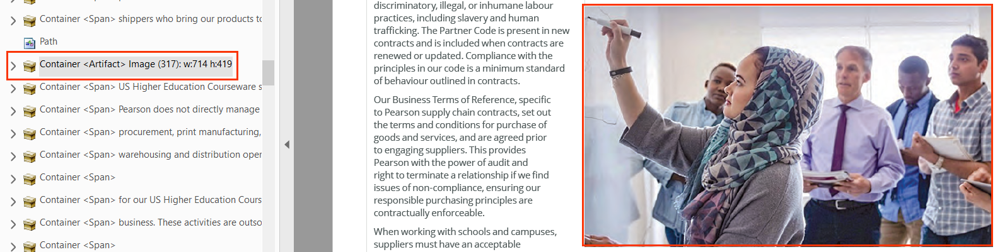 Container <Span> shippers who bring our products to
Path
Container <Artifact> Image (317): w:714 h:419
Container <Span> US Higher Education Courseware s
Container <Span> Pearson does not directly manage
Container <Span> procurement, print manufacturing,
Container <Span> warehousing and distribution oper
Container <Span>
Container <Span> for our US Higher Education Cours
Container <Span> business. These activities are outso
Container <Span>
discriminatory, illegal, or inhumane labour
practices, including slavery and human
trafficking. The Partner Code is present in new
contracts and is included when contracts are
renewed or updated. Compliance with the
principles in our code is a minimum standard
of behaviour outlined in contracts.
Our Business Terms of Reference, specific
to Pearson supply chain contracts, set out
the terms and conditions for purchase of
goods and services, and are agreed prior
to engaging suppliers. This provides
Pearson with the power of audit and
right to terminate a relationship if we find
issues of non-compliance, ensuring our
responsible purchasing principles are
contractually enforceable.
When working with schools and campuses,
suppliers must have an acceptable